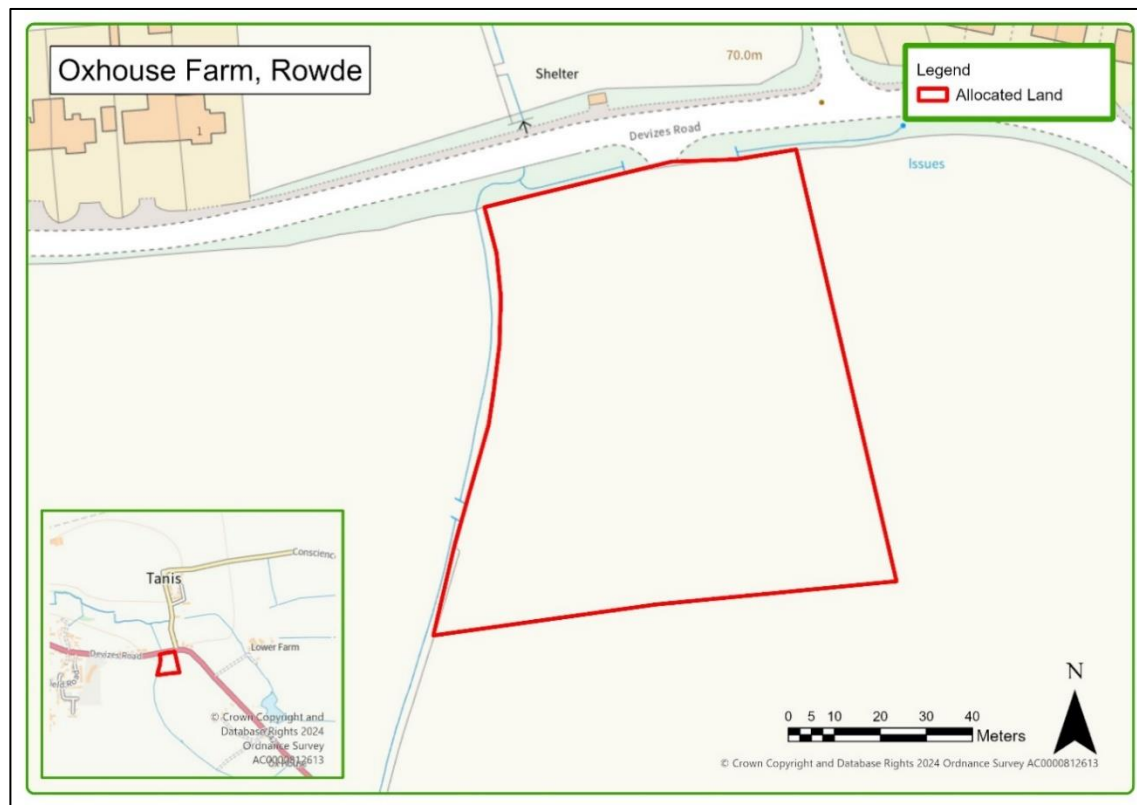 Oxhouse Farm, Rowde
Shelter
70.0m
Legend
Allocated Land
1
Devizes Road
Issues
Conscience
Tanis
Lower Farm
Devizes Road
© Crown Copyright and
Database Rights 2024
Ordnance Survey
AC0000812613
N
0 5 10 20 30 40
Meters
© Crown Copyright and Database Rights 2024 Ordnance Survey AC0000812613